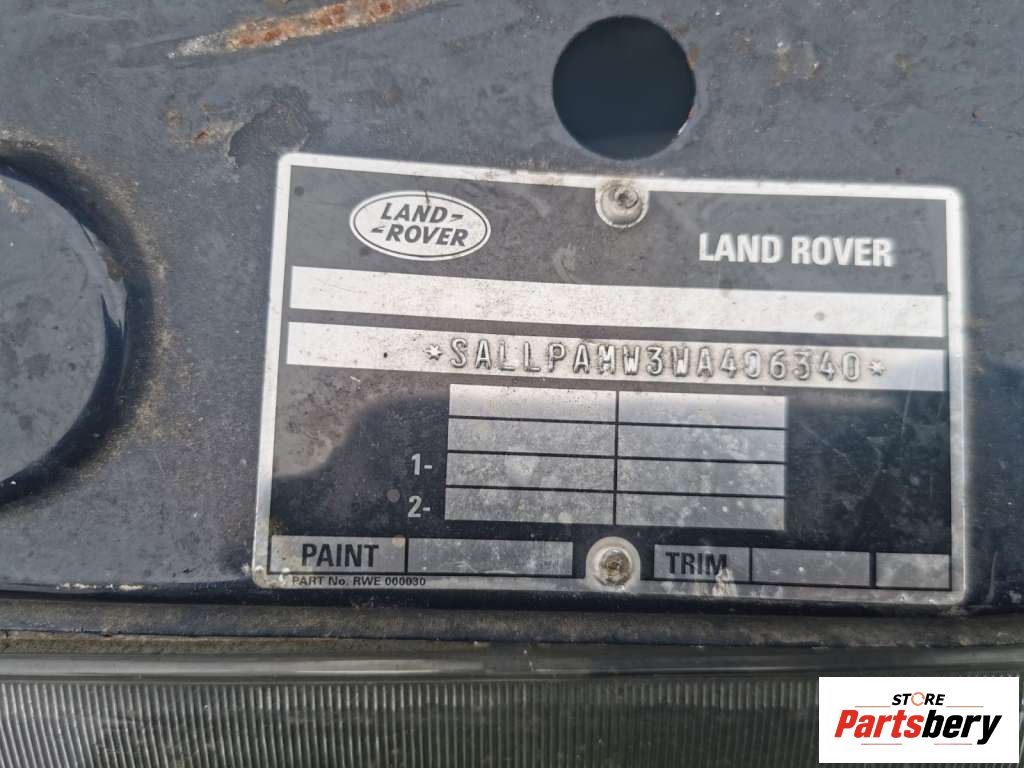 LAND-
-ROVER
LAND ROVER
*SALLPAMW3WA406340*
1-
2-
PAINT
TRIM
PART No. RWE 000030
STORE
Partsbery